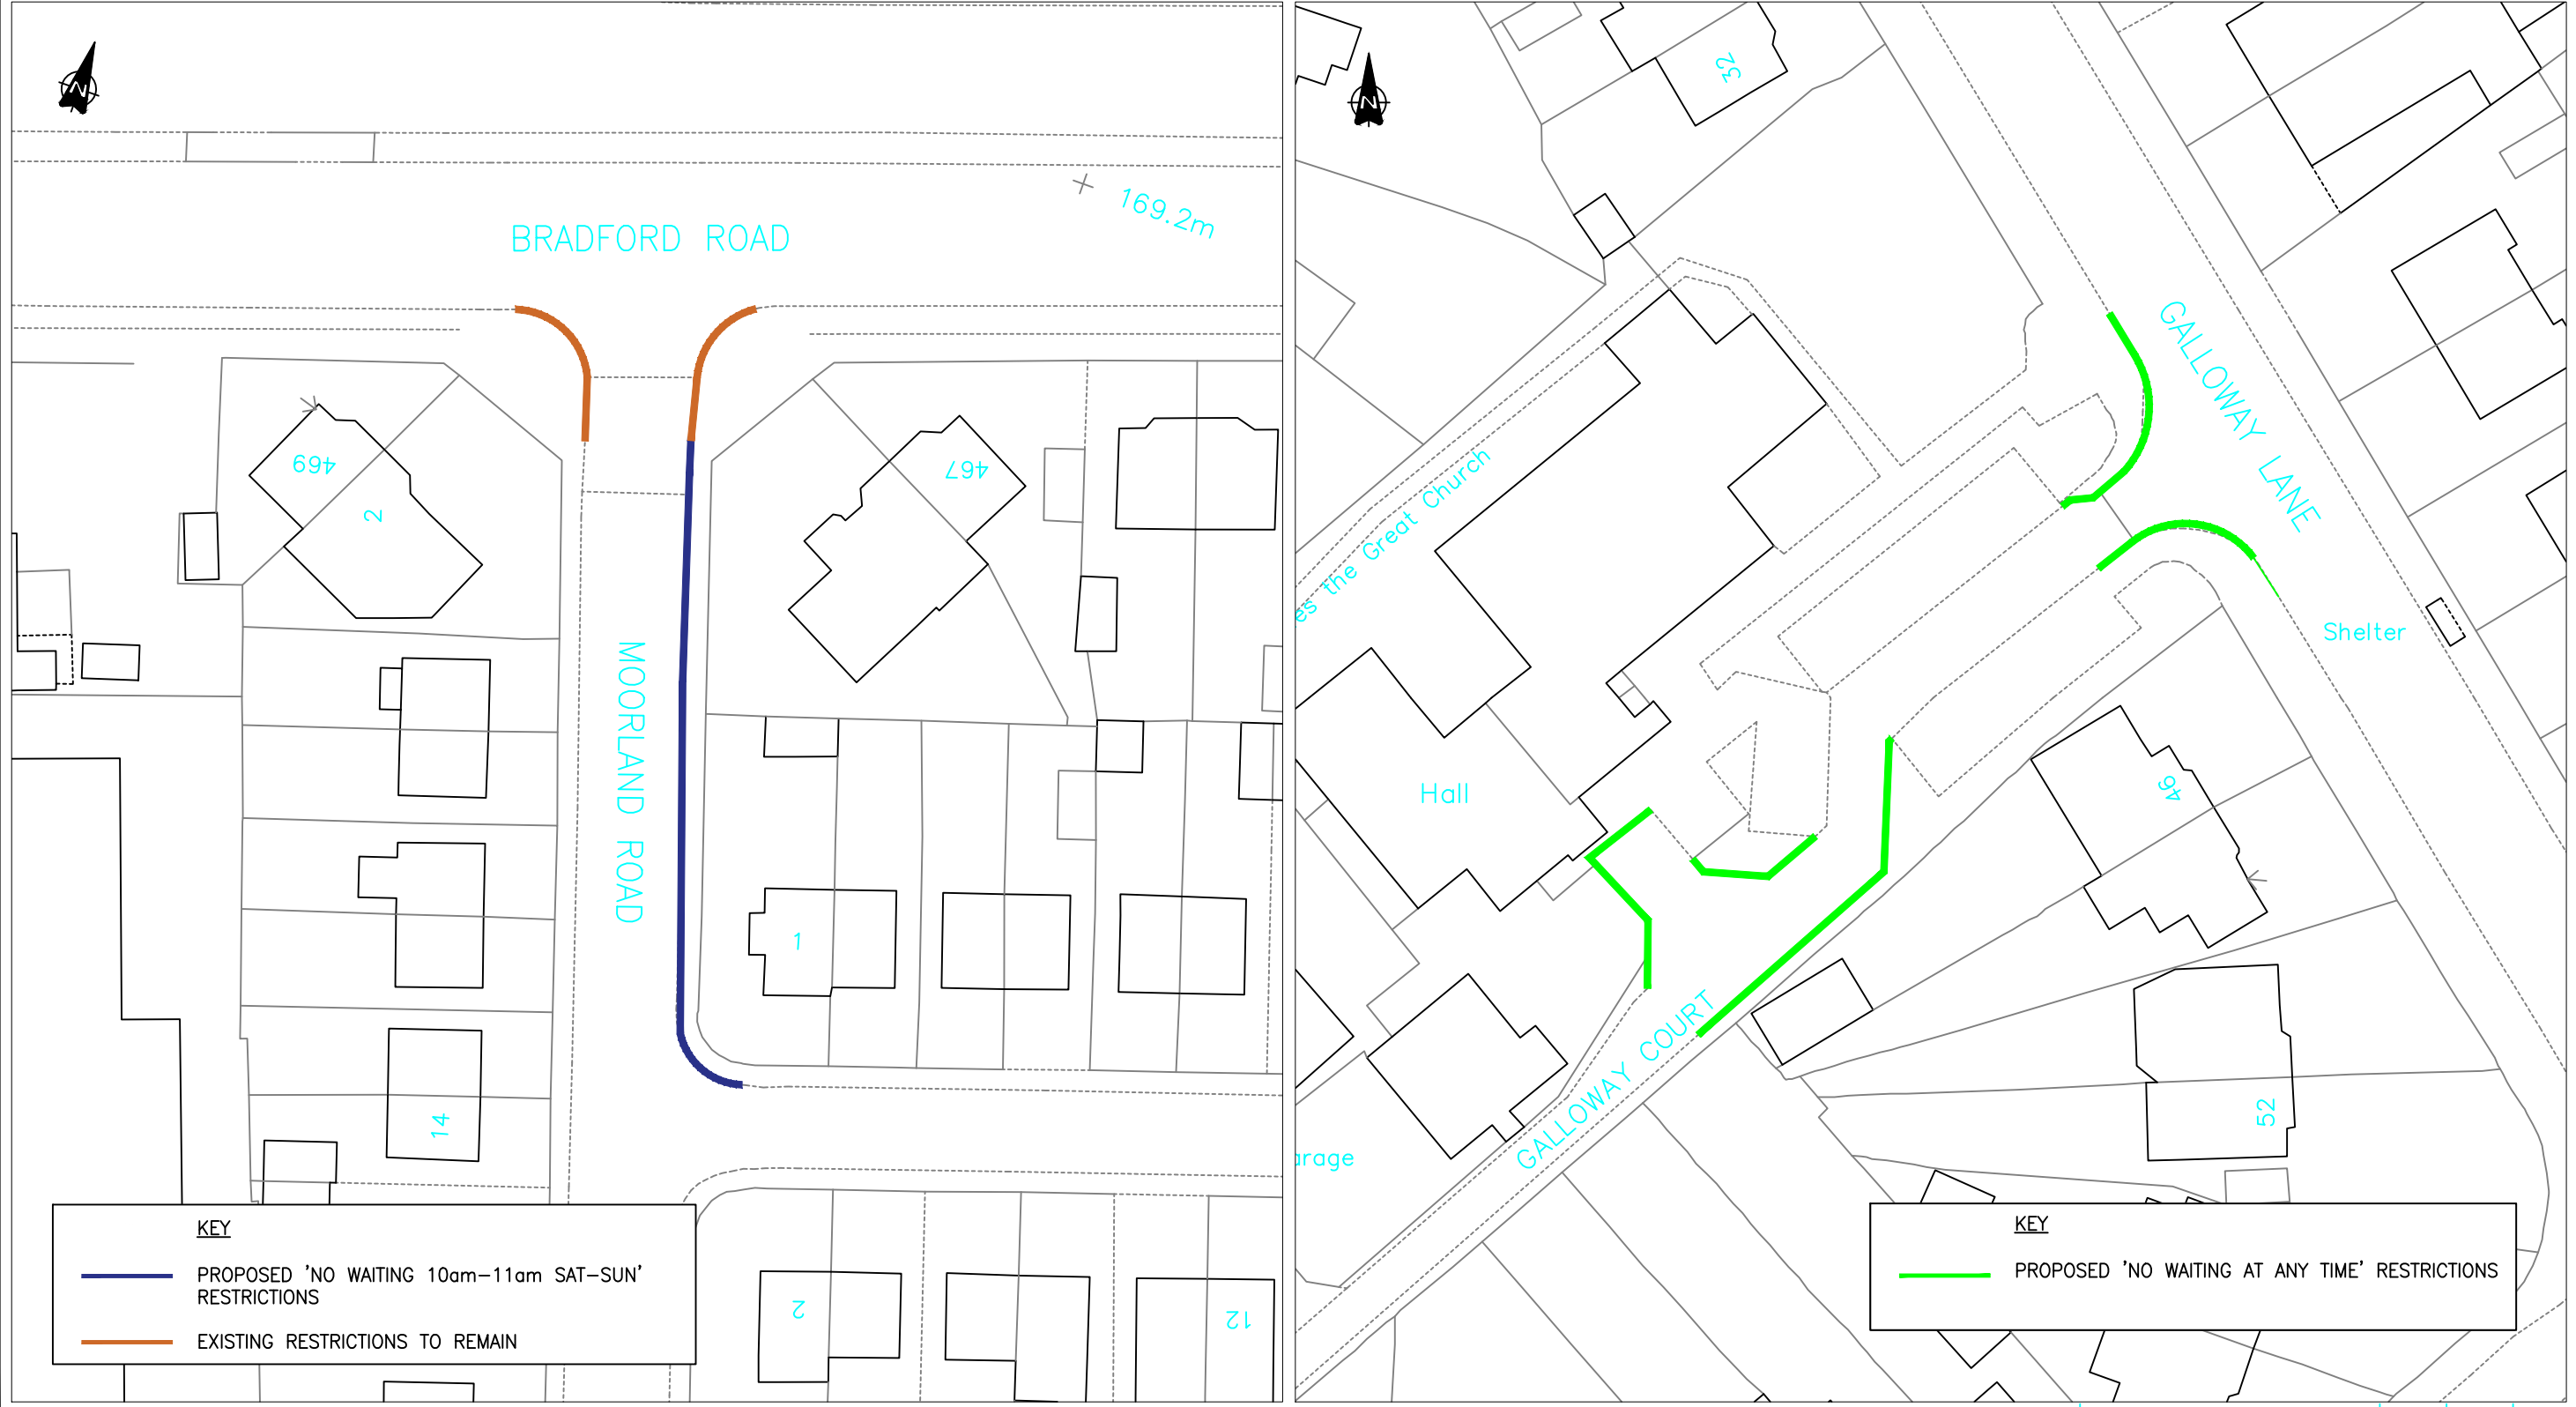 N
BRADFORD ROAD
169.2m
469
2
467
MOORLAND ROAD
1
14
2
12
KEY
PROPOSED 'NO WAITING 10am-11am SAT-SUN'
RESTRICTIONS
EXISTING RESTRICTIONS TO REMAIN
N
32
GALLOWAY LANE
es the Great Church
Shelter
Hall
46
GALLOWAY COURT
52
arage
KEY
PROPOSED 'NO WAITING AT ANY TIME' RESTRICTIONS